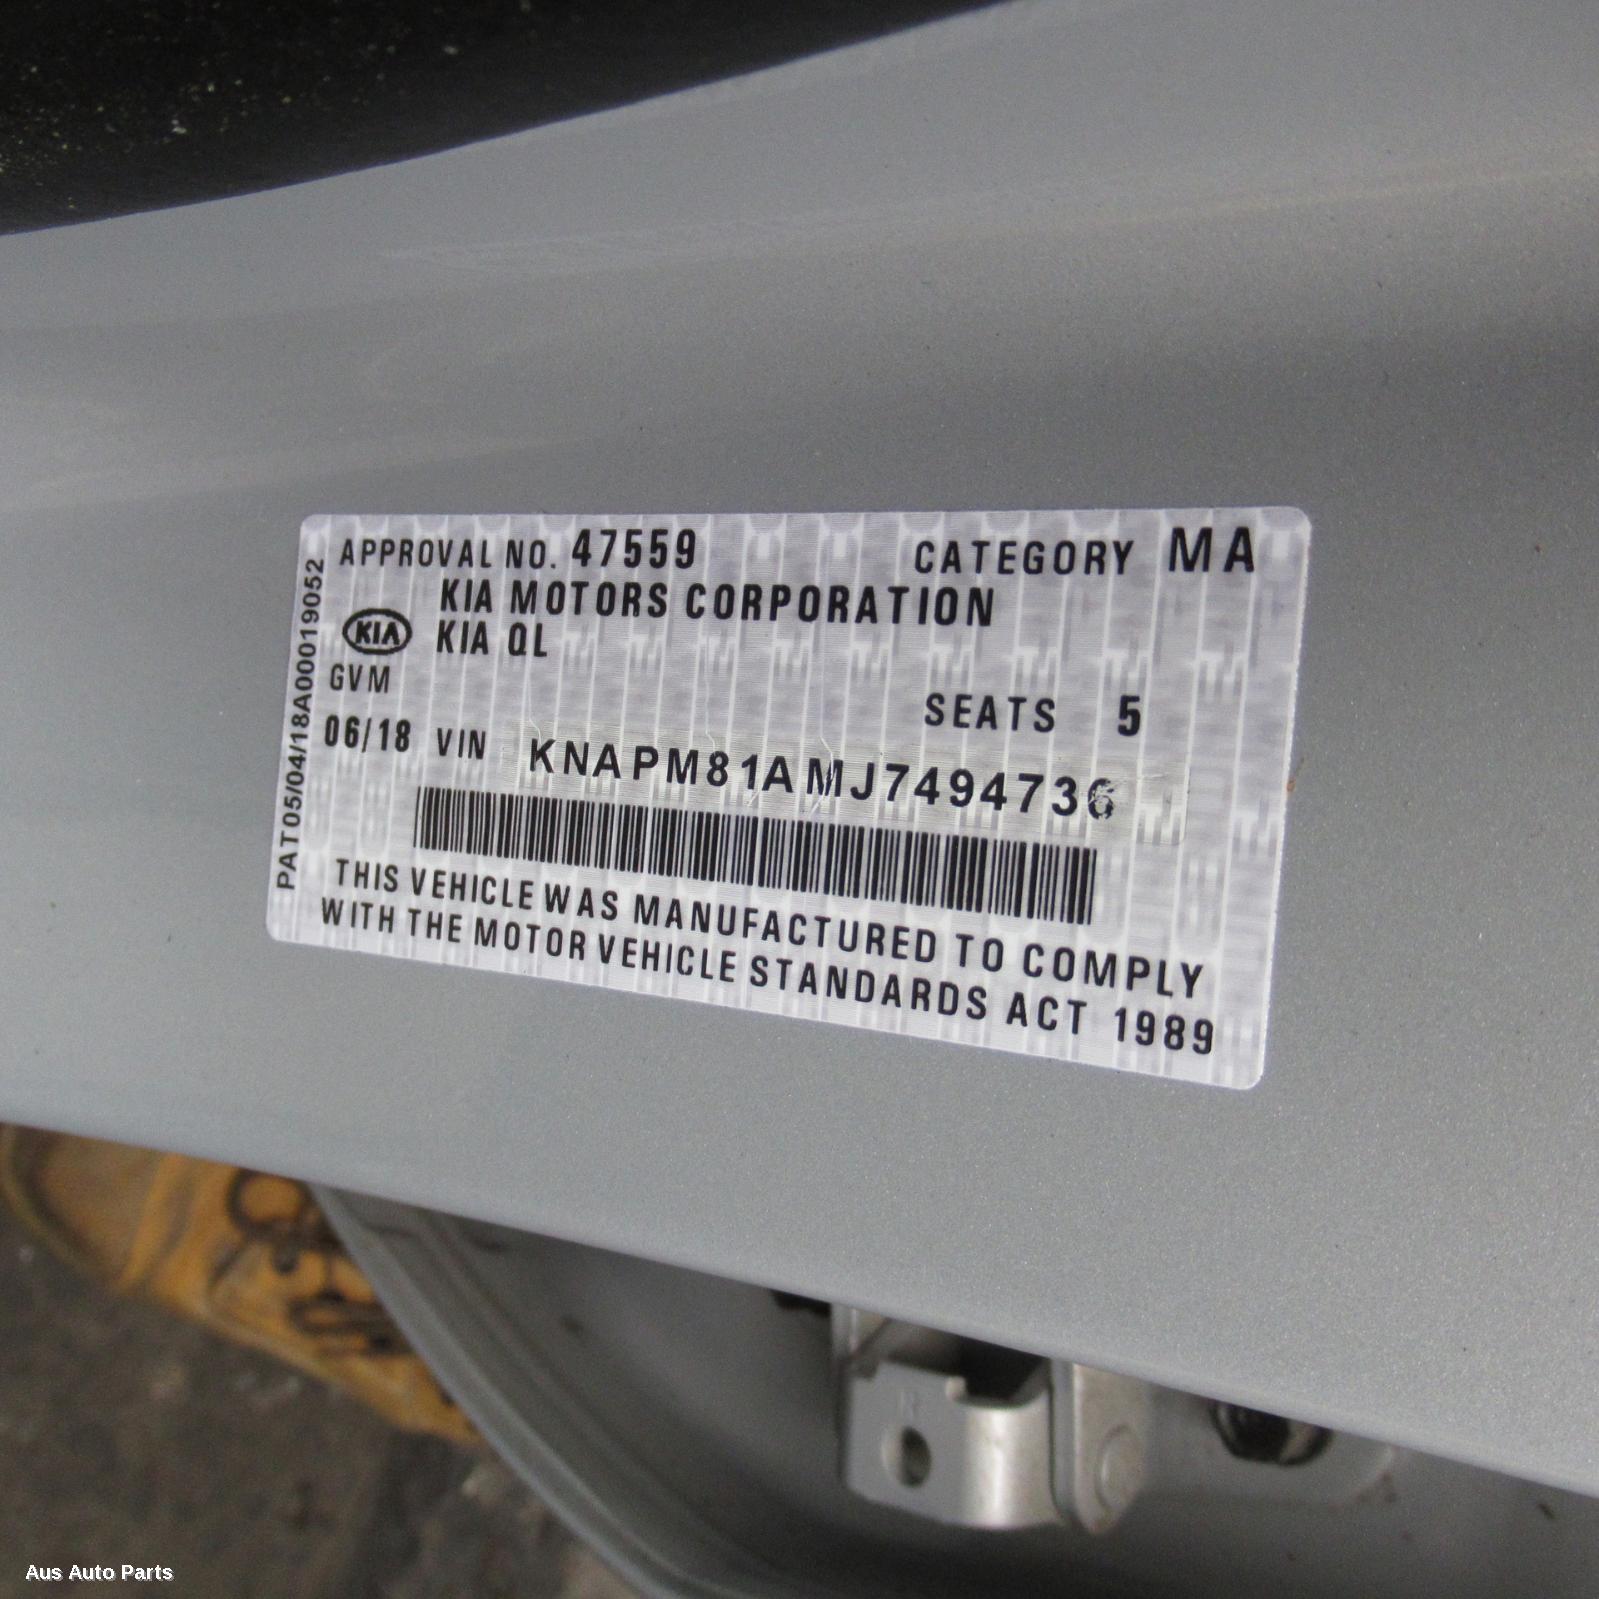 APPROVAL NO. 47559 CATEGORY MA
KIA MOTORS CORPORATION
KIA KIA QL
GVM
SEATS 5
06/18 VIN KNAPM81AMJ7494736
THIS VEHICLE WAS MANUFACTURED TO COMPLY
WITH THE MOTOR VEHICLE STANDARDS ACT 1989
PAT05/04/18A00019052
Aus Auto Parts